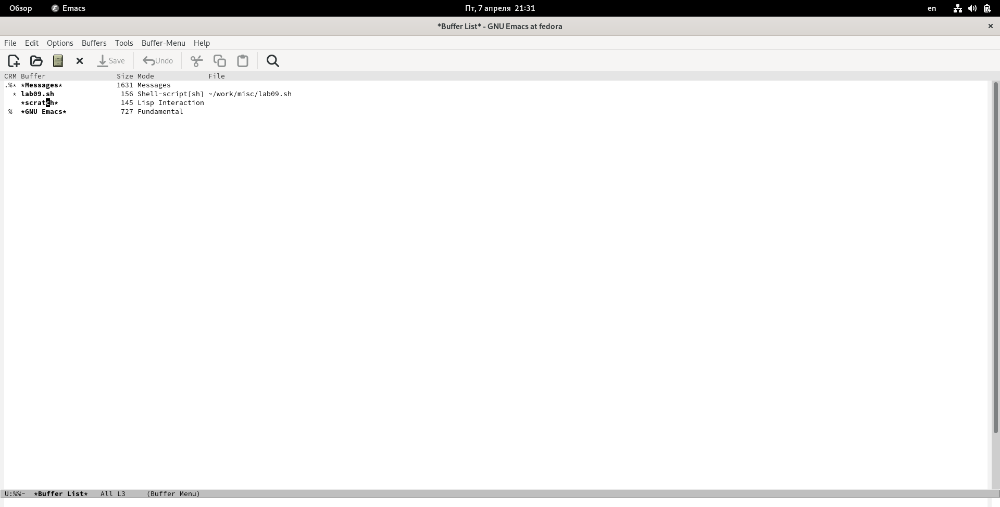 Обзор Emacs Пт, 7 апреля 21:31 en
*Buffer List* - GNU Emacs at fedora
File Edit Options Buffers Tools Buffer-Menu Help
Save Undo
CRM Buffer Size Mode File
.%* *Messages* 1631 Messages
* lab09.sh 156 Shell-script[sh] ~/work/misc/lab09.sh
*scratch* 145 Lisp Interaction
% *GNU Emacs* 727 Fundamental
U:%%- *Buffer List* All L3 (Buffer Menu)